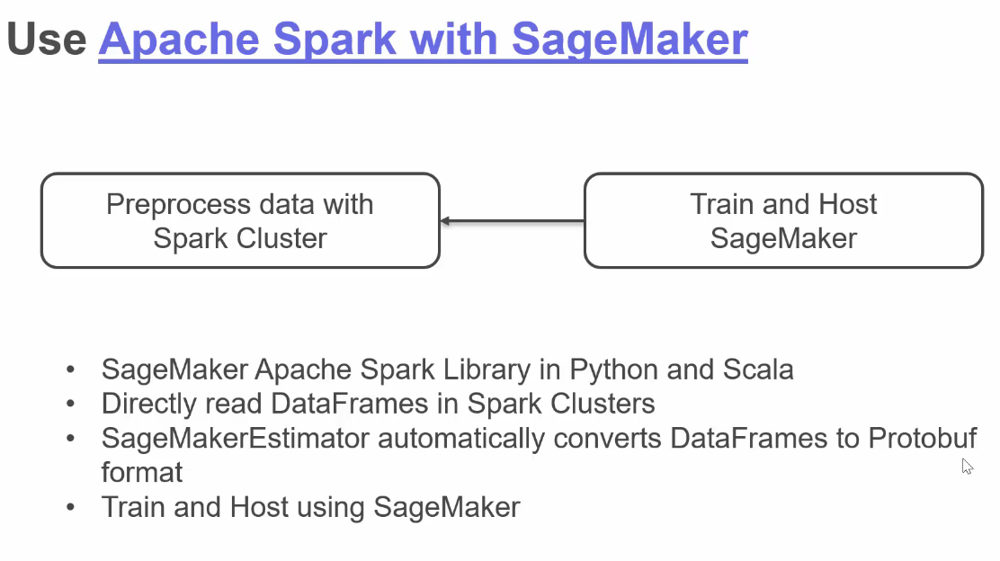 Use Apache Spark with SageMaker
Preprocess data with
Spark Cluster
Train and Host
SageMaker
• SageMaker Apache Spark Library in Python and Scala
• Directly read DataFrames in Spark Clusters
• SageMakerEstimator automatically converts DataFrames to Protobuf
format
• Train and Host using SageMaker